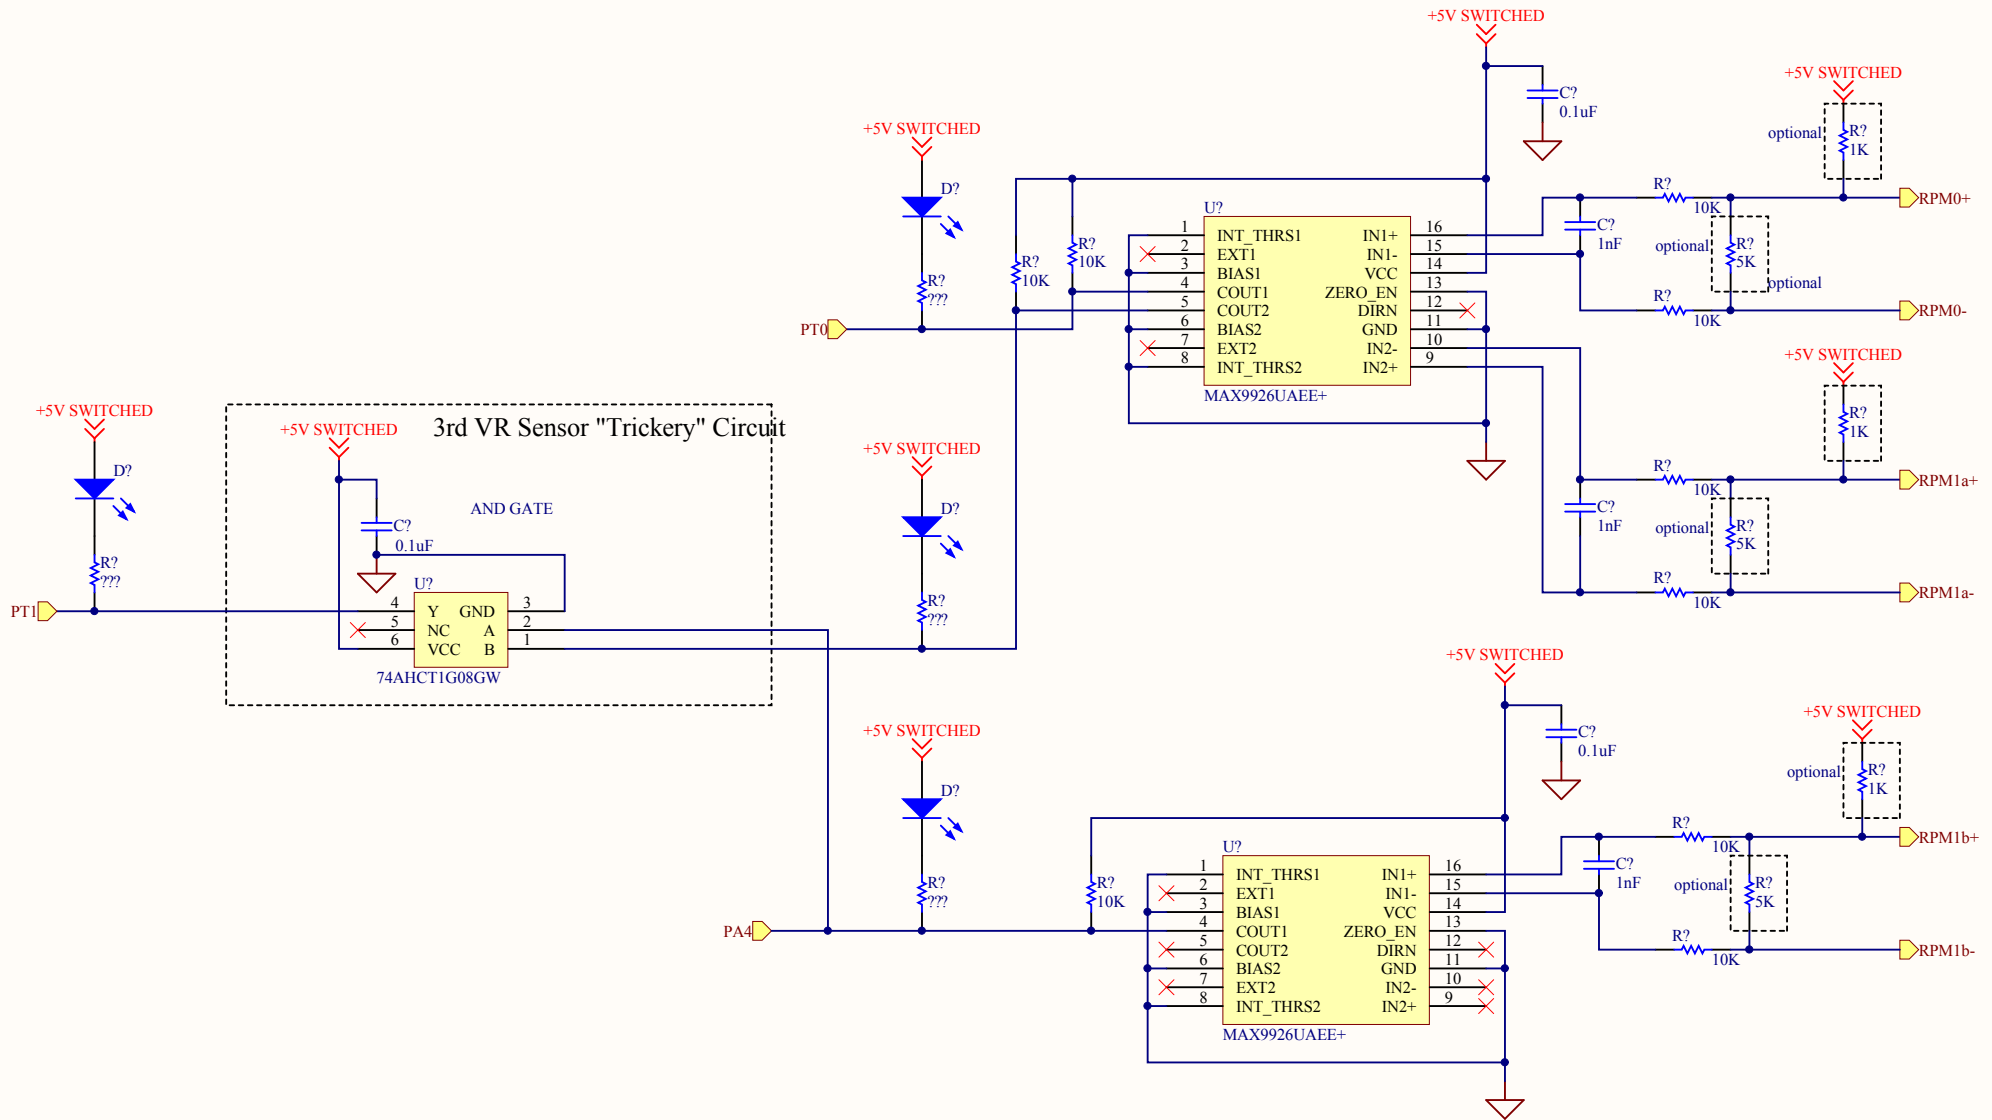 +5V SWITCHED
C?
0.1uF
+5V SWITCHED
optional
R?
1K
RPM0+
+5V SWITCHED
D?
R?
???
PT0
R?
10K
R?
10K
U?
1 INT_THRS1 IN1+ 16
2 EXT1 IN1- 15
3 BIAS1 VCC 14
4 COUT1 ZERO_EN 13
5 COUT2 DIRN 12
6 BIAS2 GND 11
7 EXT2 IN2- 10
8 INT_THRS2 IN2+ 9
MAX9926UAEE+
C?
1nF
R?
10K
optional
R?
5K
optional
R?
10K
RPM0-
+5V SWITCHED
R?
1K
RPM1a+
R?
10K
C?
1nF
optional
R?
5K
R?
10K
RPM1a-
+5V SWITCHED
D?
R?
???
PT1
3rd VR Sensor "Trickery" Circuit
+5V SWITCHED
AND GATE
C?
0.1uF
U?
4 Y GND 3
5 NC A 2
6 VCC B 1
74AHCT1G08GW
+5V SWITCHED
D?
R?
???
+5V SWITCHED
D?
R?
???
PA4
+5V SWITCHED
C?
0.1uF
R?
10K
U?
1 INT_THRS1 IN1+ 16
2 EXT1 IN1- 15
3 BIAS1 VCC 14
4 COUT1 ZERO_EN 13
5 COUT2 DIRN 12
6 BIAS2 GND 11
7 EXT2 IN2- 10
8 INT_THRS2 IN2+ 9
MAX9926UAEE+
+5V SWITCHED
optional
R?
1K
RPM1b+
R?
10K
C?
1nF
optional
R?
5K
R?
10K
RPM1b-